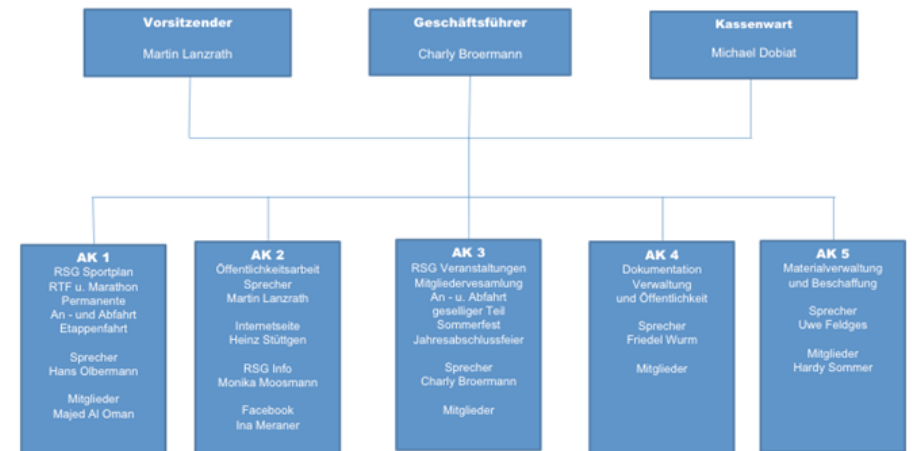 Vorsitzender
Martin Lanzrath
Geschäftsführer
Charly Broermann
Kassenwart
Michael Dobiat
AK 1
RSG Sportplan
RTF u. Marathon
Permanente
An - und Abfahrt
Etappenfahrt
Sprecher
Hans Olbermann
Mitglieder
Majed Al Oman
AK 2
Öffentlichkeitsarbeit
Sprecher
Martin Lanzrath
Internetseite
Heinz Stüttgen
RSG Info
Monika Moosmann
Facebook
Ina Meraner
AK 3
RSG Veranstaltungen
Mitgliedervesamlung
An - u. Abfahrt
geselliger Teil
Sommerfest
Jahresabschlussfeier
Sprecher
Charly Broermann
Mitglieder
AK 4
Dokumentation
Verwaltung
und Öffentlichkeit
Sprecher
Friedel Wurm
Mitglieder
AK 5
Materialverwaltung
und Beschaffung
Sprecher
Uwe Feldges
Mitglieder
Hardy Sommer